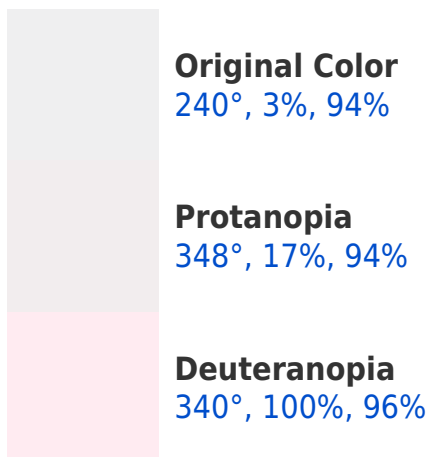 Original Color
240°, 3%, 94%
Protanopia
348°, 17%, 94%
Deuteranopia
340°, 100%, 96%